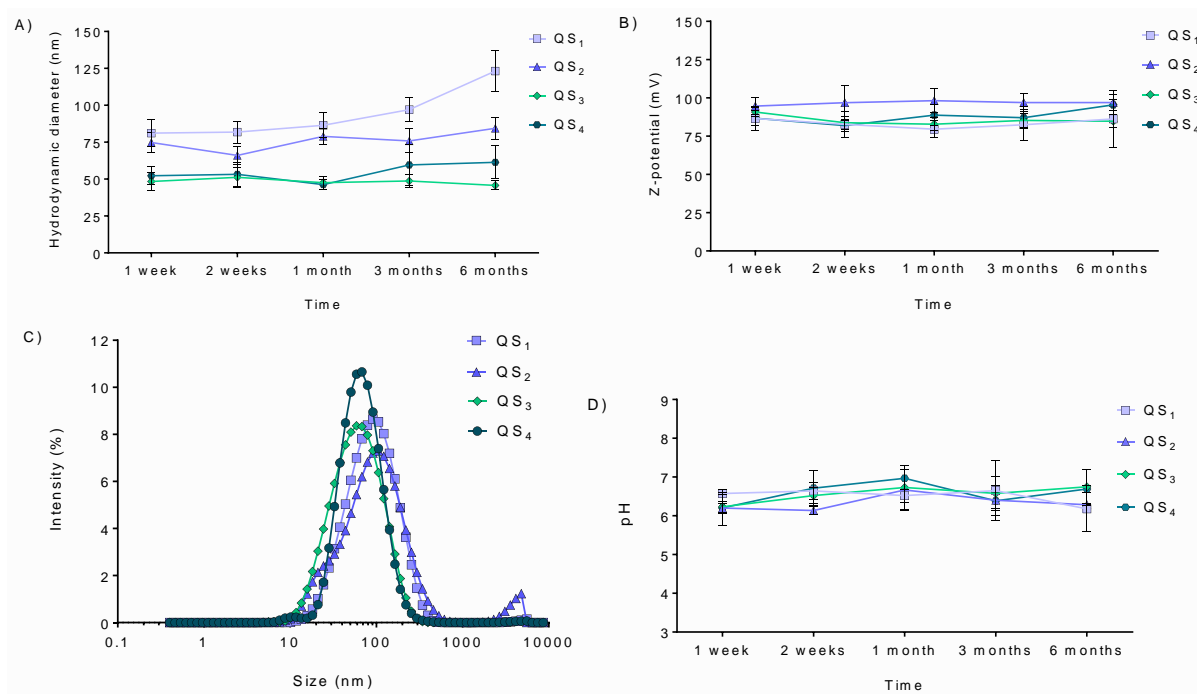 A)
Hydrodynamic diameter (nm)
150
125
100
75
50
25
0
1 week 2 weeks 1 month 3 months 6 months
Time
QS1
QS2
QS3
QS4
B)
Z-potential (mV)
150
125
100
75
50
25
0
1 week 2 weeks 1 month 3 months 6 months
Time
QS1
QS2
QS3
QS4
C)
Intensity (%)
12
10
8
6
4
2
0
0.1 1 10 100 1000 10000
Size (nm)
QS1
QS2
QS3
QS4
D)
pH
9
8
7
6
5
4
3
1 week 2 weeks 1 month 3 months 6 months
Time
QS1
QS2
QS3
QS4